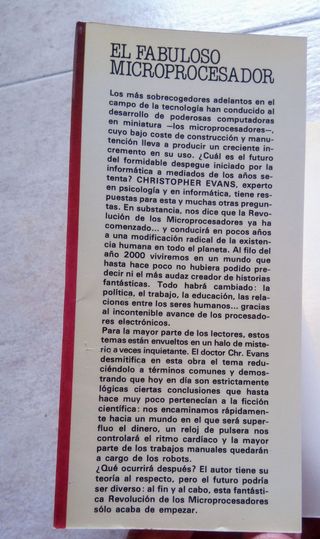 EL FABULOSO
MICROPROCESADOR
Los más sobrecogedores adelantos en el
campo de la tecnología han conducido al
desarrollo de poderosas computadoras
en miniatura —los microprocesadores—,
cuyo bajo coste de construcción y manu-
tención lleva a producir un creciente in-
cremento en su uso. ¿Cuál es el futuro
del formidable despegue iniciado por la
informática a mediados de los años se-
tenta? CHRISTOPHER EVANS, experto
en psicología y en informática, tiene res-
puestas para esta y muchas otras pregun-
tas. En substancia, nos dice que la Revo-
lución de los Microprocesadores ya ha
comenzado... y conducirá en pocos años
a una modificación radical de la existen-
cia humana en todo el planeta. Al filo del
año 2000 viviremos en un mundo que
hasta hace poco no hubiera podido pre-
decir ni el más audaz creador de historias
fantásticas. Todo habrá cambiado: la
política, el trabajo, la educación, las rela-
ciones entre los seres humanos... gracias
al incontenible avance de los procesado-
res electrónicos.
Para la mayor parte de los lectores, estos
temas están envueltos en un halo de miste-
rio a veces inquietante. El doctor Chr. Evans
desmitifica en esta obra el tema redu-
ciéndolo a términos comunes y demos-
trando que hoy en día son estrictamente
lógicas ciertas conclusiones que hasta
hace muy poco pertenecían a la ficción
científica: nos encaminamos rápidamen-
te hacia un mundo en el que será super-
fluo el dinero, un reloj de pulsera nos
controlará el ritmo cardíaco y la mayor
parte de los trabajos manuales quedarán
a cargo de los robots.
¿Qué ocurrirá después? El autor tiene su
teoría al respecto, pero el futuro podría
ser diverso: al fin y al cabo, esta fantásti-
ca Revolución de los Microprocesadores
sólo acaba de empezar.